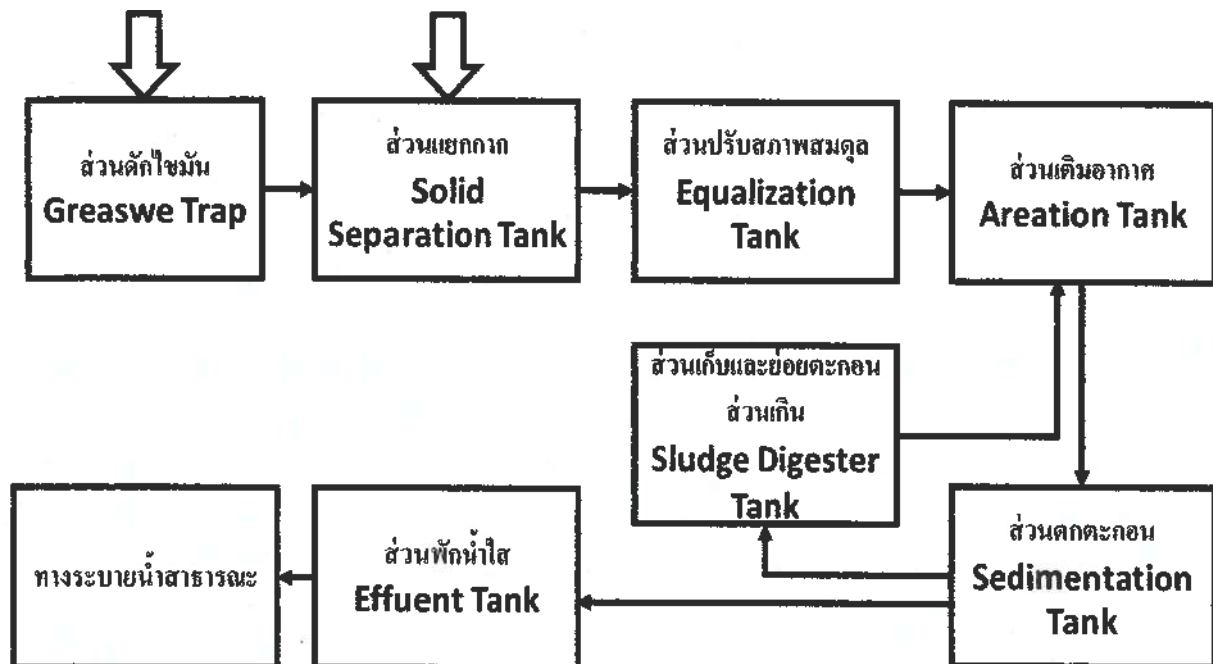 ส่วนดักไขมัน
Greaswe Trap
ส่วนแยกกาก
Solid
Separation Tank
ส่วนปรับสภาพสมดุล
Equalization
Tank
ส่วนเติมอากาศ
Areation Tank
ส่วนเก็บและย่อยตะกอน
ส่วนเกิน
Sludge Digester
Tank
ส่วนตกตะกอน
Sedimentation
Tank
ส่วนพักน้ำใส
Effuent Tank
ทางระบายน้ำสาธารณะ